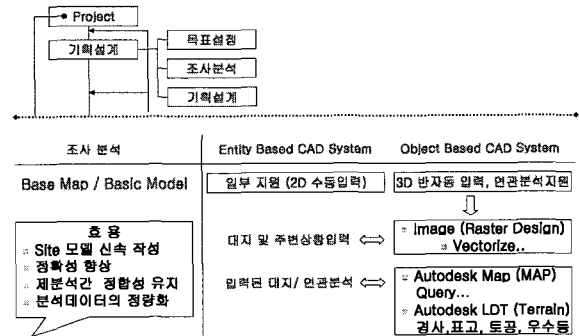 Project
기획설계
목표설정
조사분석
기획설계
조사 분석
Entity Based CAD System
Object Based CAD System
Base Map / Basic Model
일부 지원 (2D 수동입력)
3D 반자동 입력, 연관분석지원
효 용
Site 모델 신속 작성
정확성 향상
제분석간 정합성 유지
분석데이터의 정량화
대지 및 주변상황입력
Image (Raster Design)
Vectorize..
입력된 대지/ 연관분석
Autodesk Map (MAP)
Query...
Autodesk LDT (Terrain)
경사,표고, 토공, 우수등